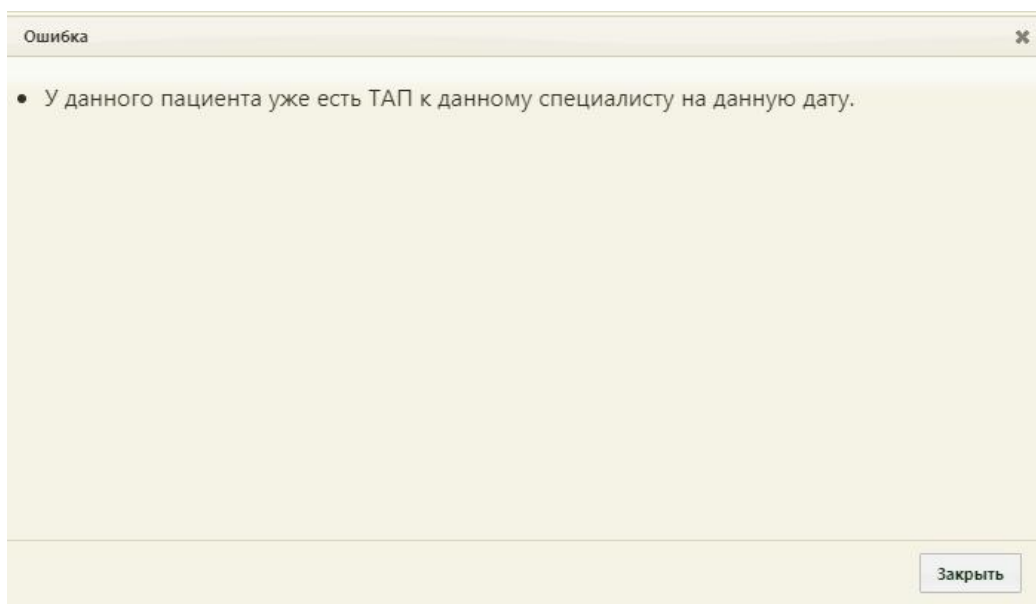 Ошибка
У данного пациента уже есть ТАП к данному специалисту на данную дату.
Закрыть